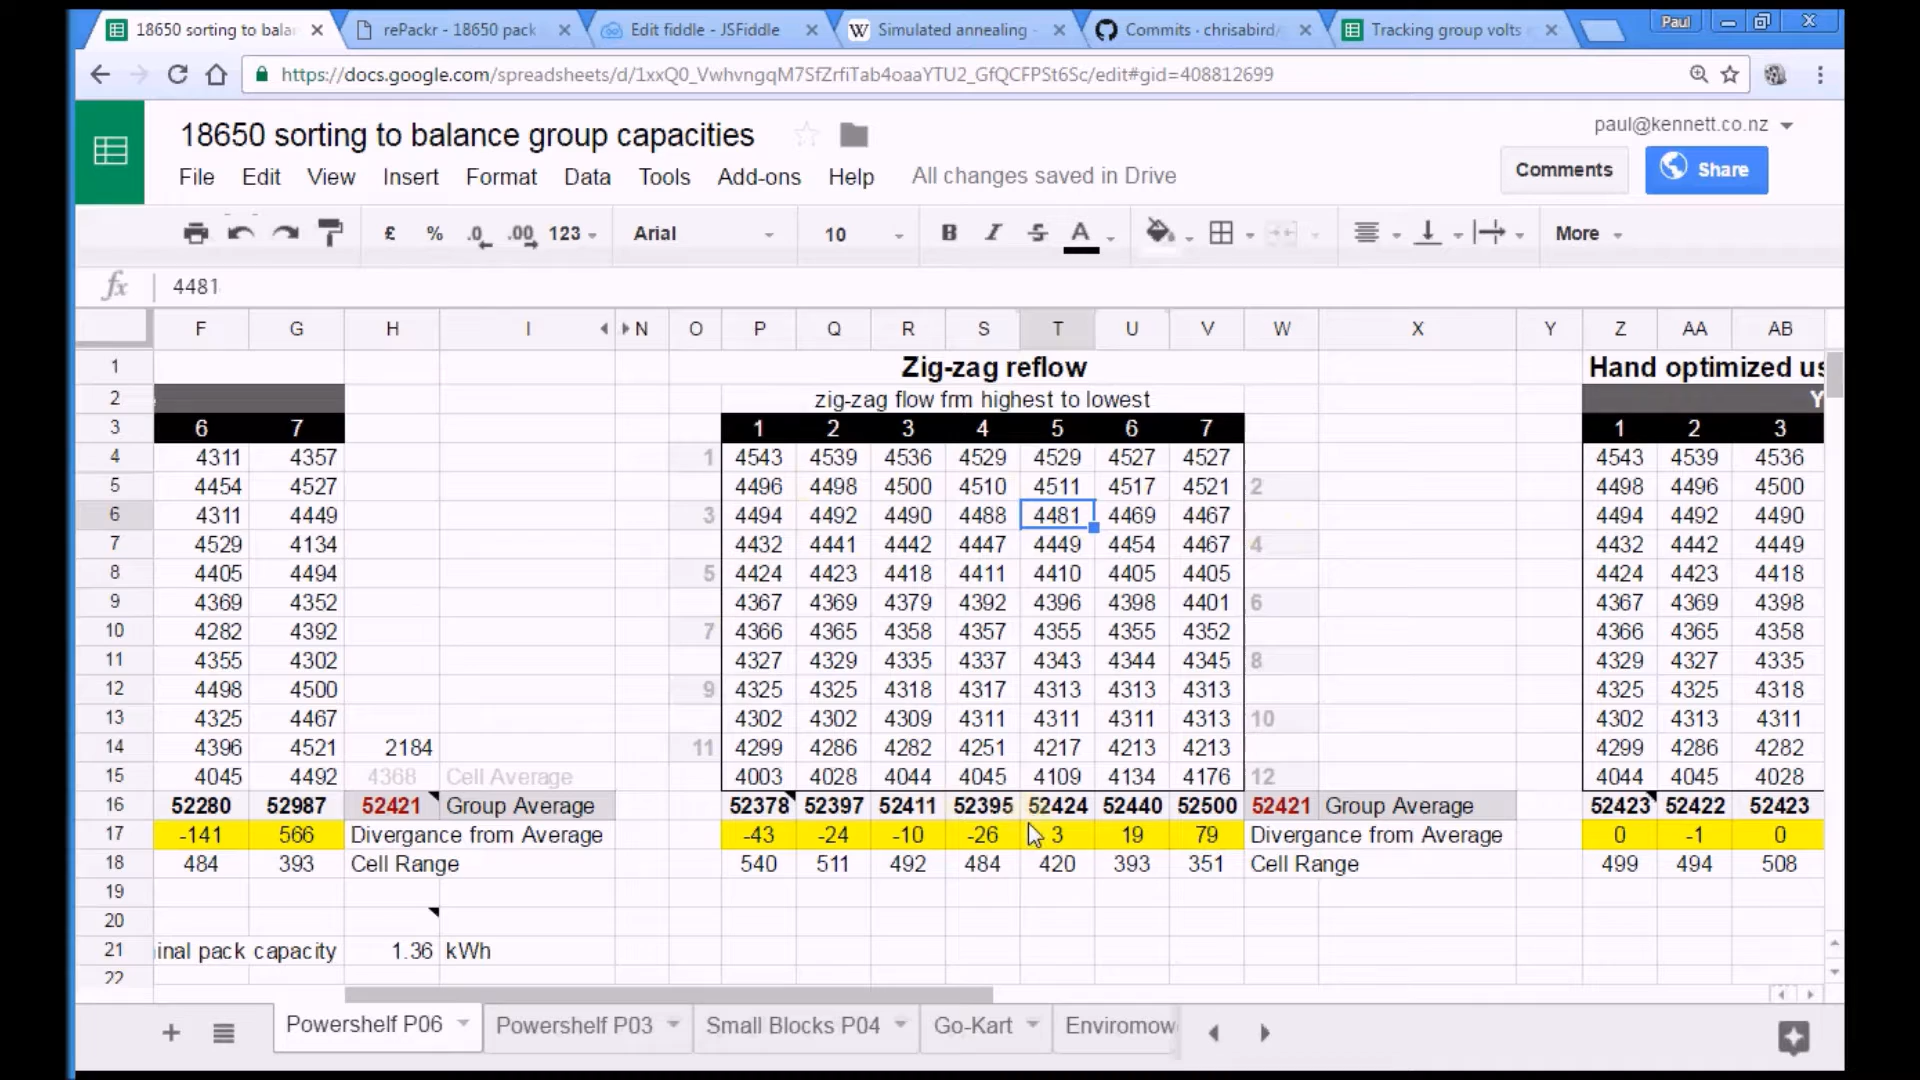 18650 sorting to bala
rePackr - 18650 pack
Edit fiddle - JSFiddle
Simulated annealing -
Commits · chrisabird/
Tracking group volts
Paul
https://docs.google.com/spreadsheets/d/1xxQ0_VwhvngqM7SfZrfiTab4oaaYTU2_GfQCFPSt6Sc/edit#gid=408812699
18650 sorting to balance group capacities
paul@kennett.co.nz
File Edit View Insert Format Data Tools Add-ons Help All changes saved in Drive
Comments
Share
£ % .0 .00 123 Arial 10 B I S A More
fx 4481
F G H I N O P Q R S T U V W X Y Z AA AB
1 Zig-zag reflow Hand optimized us
2 zig-zag flow frm highest to lowest Y
3 6 7 1 2 3 4 5 6 7 1 2 3
4 4311 4357 1 4543 4539 4536 4529 4529 4527 4527 4543 4539 4536
5 4454 4527 4496 4498 4500 4510 4511 4517 4521 2 4498 4496 4500
6 4311 4449 3 4494 4492 4490 4488 4481 4469 4467 4494 4492 4490
7 4529 4134 4432 4441 4442 4447 4449 4454 4467 4 4432 4442 4449
8 4405 4494 5 4424 4423 4418 4411 4410 4405 4405 4424 4423 4418
9 4369 4352 4367 4369 4379 4392 4396 4398 4401 6 4367 4369 4398
10 4282 4392 7 4366 4365 4358 4357 4355 4355 4352 4366 4365 4358
11 4355 4302 4327 4329 4335 4337 4343 4344 4345 8 4329 4327 4335
12 4498 4500 9 4325 4325 4318 4317 4313 4313 4313 4325 4325 4318
13 4325 4467 4302 4302 4309 4311 4311 4311 4313 10 4302 4313 4311
14 4396 4521 2184 11 4299 4286 4282 4251 4217 4213 4213 4299 4286 4282
15 4045 4492 4368 Cell Average 4003 4028 4044 4045 4109 4134 4176 12 4044 4045 4028
16 52280 52987 52421 Group Average 52378 52397 52411 52395 52424 52440 52500 52421 Group Average 52423 52422 52423
17 -141 566 Divergance from Average -43 -24 -10 -26 3 19 79 Divergance from Average 0 -1 0
18 484 393 Cell Range 540 511 492 484 420 393 351 Cell Range 499 494 508
19
20
21 inal pack capacity 1.36 kWh
22
Powershelf P06 Powershelf P03 Small Blocks P04 Go-Kart Enviromow